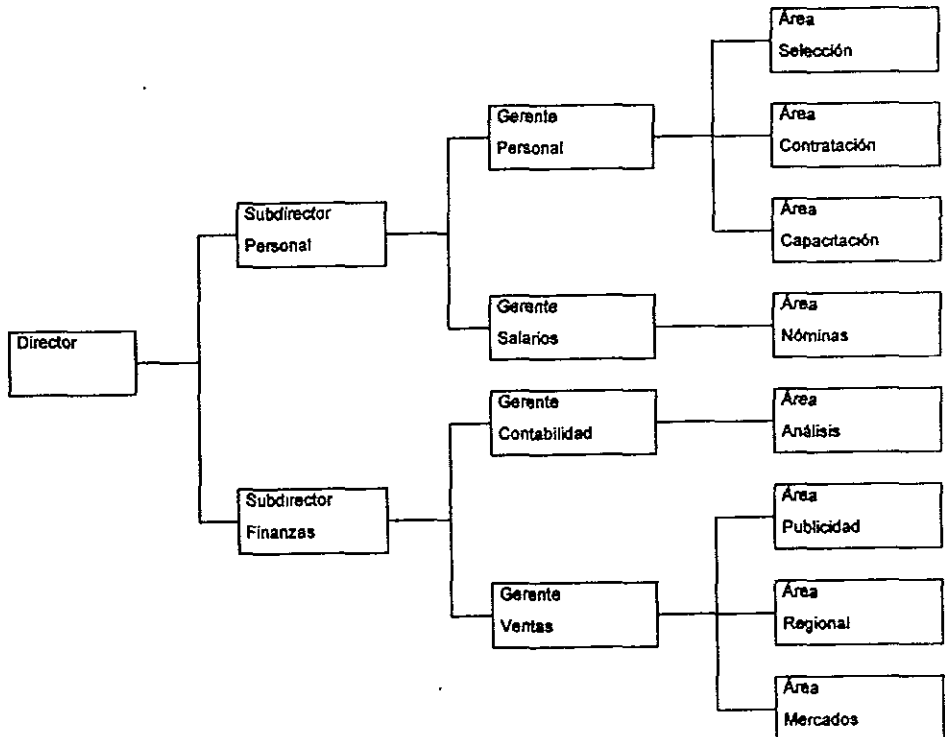 Director
Subdirector
Personal
Subdirector
Finanzas
Gerente
Personal
Gerente
Salarios
Gerente
Contabilidad
Gerente
Ventas
Área
Selección
Área
Contratación
Área
Capacitación
Área
Nóminas
Área
Análisis
Área
Publicidad
Área
Regional
Área
Mercados